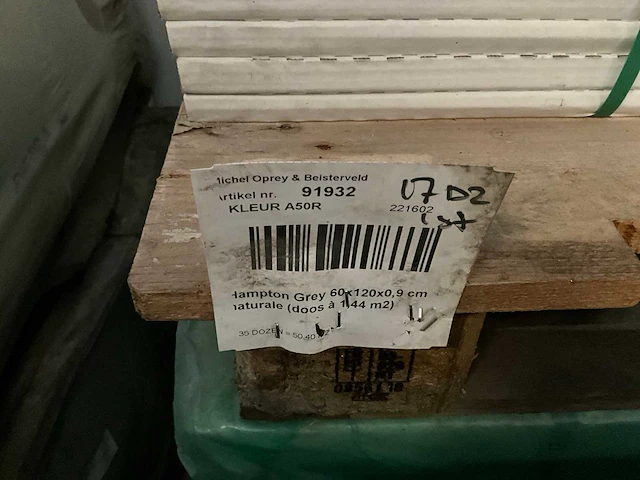 Michel Oprey & Beisterveld
Artikel nr. 91932
KLEUR A50R
221602
U7 D2
Hampton Grey 60x120x0,9 cm
naturale (doos à 1,44 m2)
35 DOZEN = 50,40